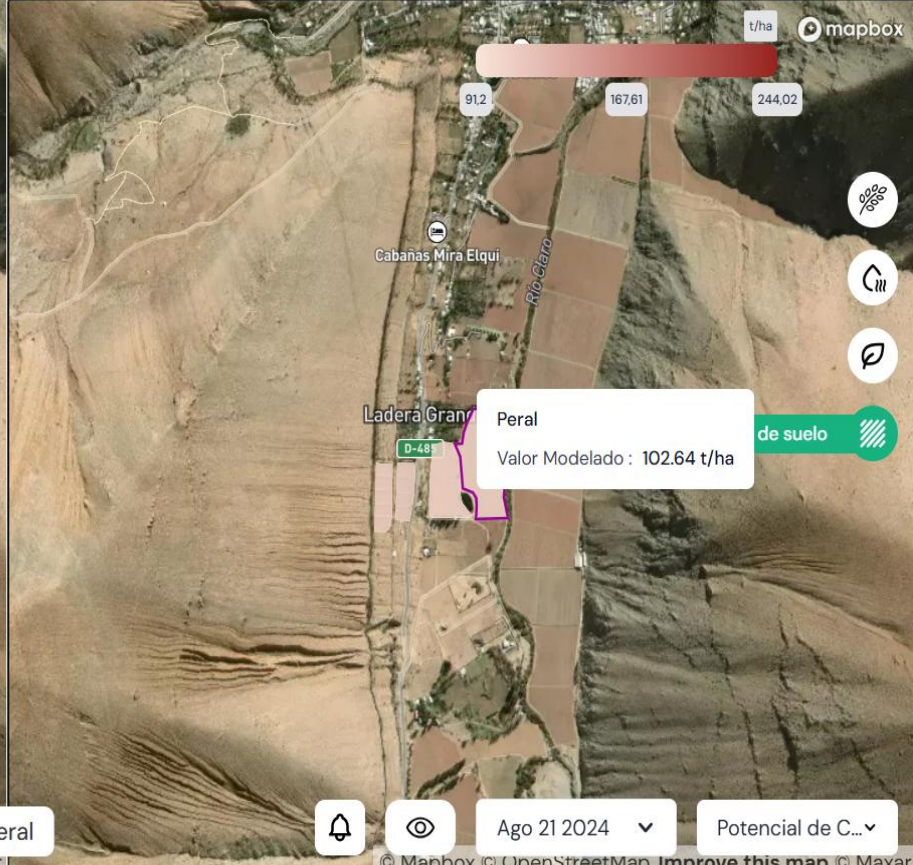 t/ha
mapbox
91,2
167,61
244,02
Cabañas Mira Elqui
Río Claro
Ladera Gran
Peral
D-485
de suelo
Valor Modelado : 102.64 t/ha
eral
Ago 21 2024
Potencial de C...
© Mapbox © OpenStreetMap Improve this map © Maxar